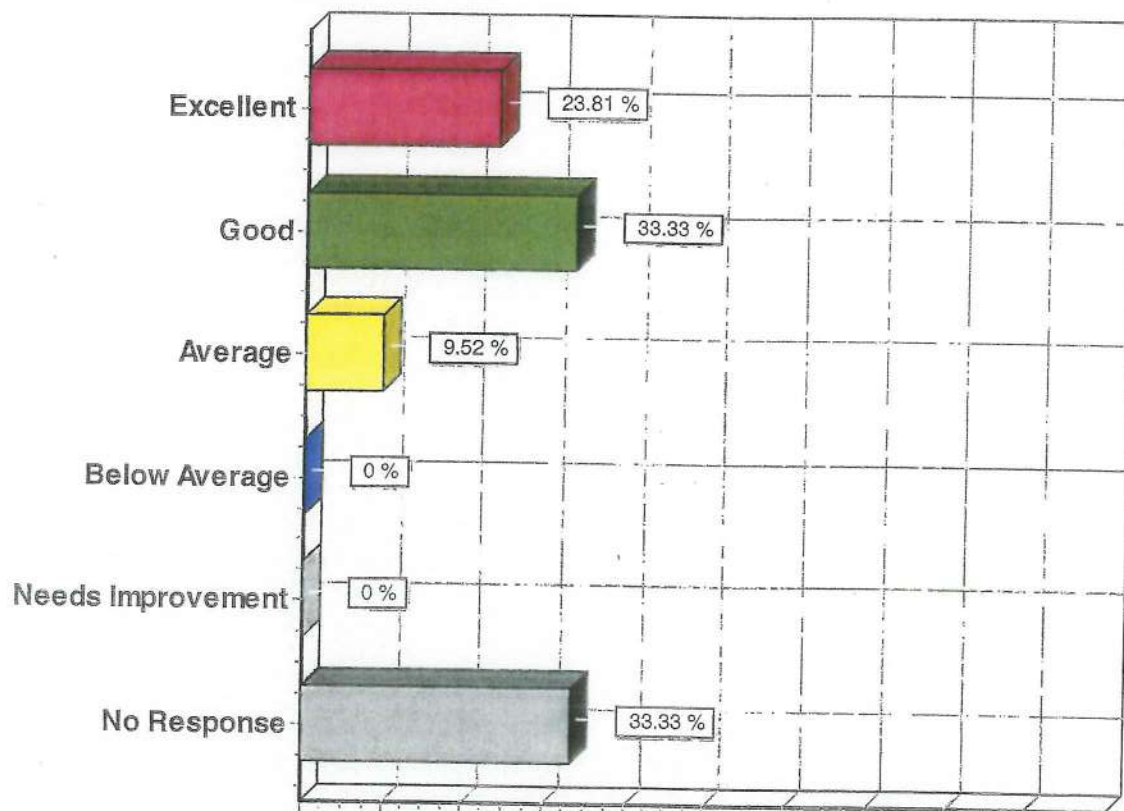 Excellent 23.81 %
Good 33.33 %
Average 9.52 %
Below Average 0 %
Needs Improvement 0 %
No Response 33.33 %